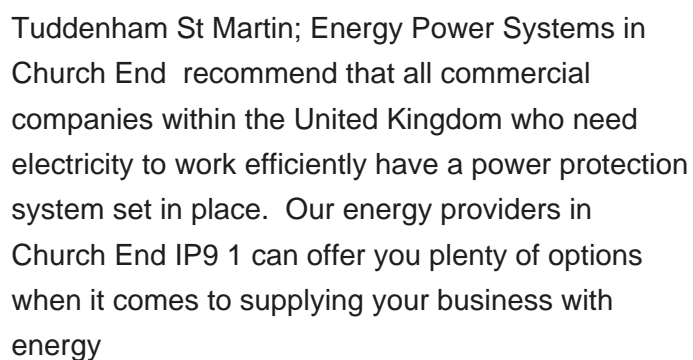 Tuddenham St Martin; Energy Power Systems in
Church End  recommend that all commercial
companies within the United Kingdom who need
electricity to work efficiently have a power protection
system set in place.  Our energy providers in
Church End IP9 1 can offer you plenty of options
when it comes to supplying your business with
energy